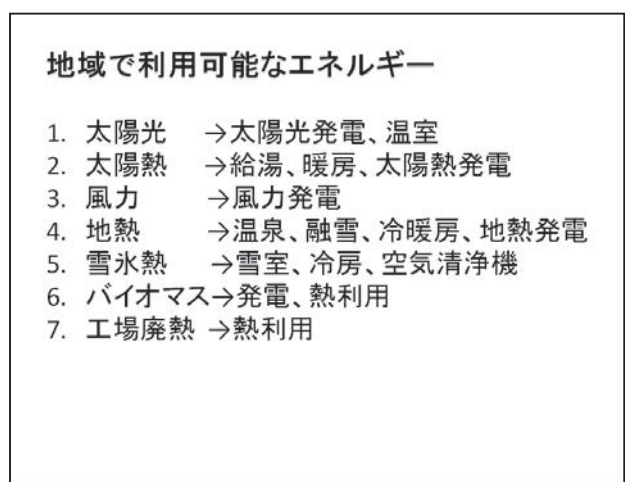 地域で利用可能なエネルギー
1. 太陽光 →太陽光発電、温室
2. 太陽熱 →給湯、暖房、太陽熱発電
3. 風力 →風力発電
4. 地熱 →温泉、融雪、冷暖房、地熱発電
5. 雪氷熱 →雪室、冷房、空気清浄機
6. バイオマス→発電、熱利用
7. 工場廃熱 →熱利用